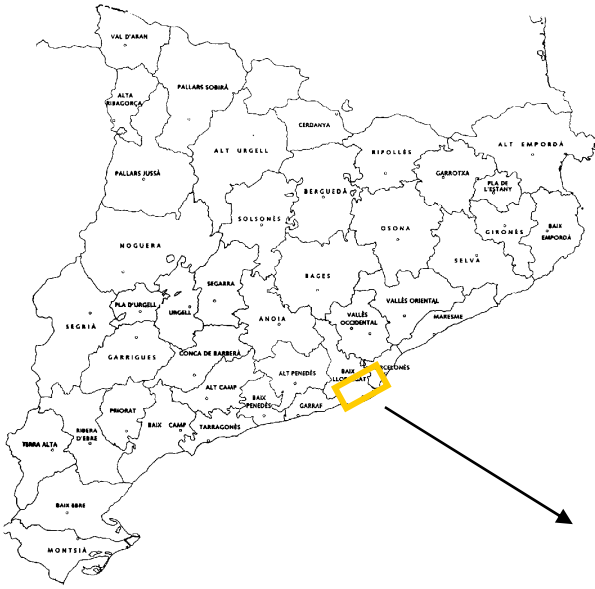 VAL D'ARAN
ALTA
RIBAGORÇA
PALLARS SOBIRÀ
CERDANYA
ALT URGELL
RIPOLLÈS
ALT EMPORDÀ
PALLARS JUSSÀ
BERGUEDÀ
GARROTXA
PLA DE
L'ESTANY
SOLSONÈS
OSONA
GIRONÈS
BAIX
EMPORDÀ
NOGUERA
SELVA
BAGES
SEGARRA
PLA D'URGELL
URGELL
VALLÈS ORIENTAL
SEGRIÀ
ANOIA
VALLÈS
OCCIDENTAL
MARESME
GARRIGUES
CONCA DE BARBERÀ
ALT PENEDÈS
BAIX
ALT CAMP
BAIX
PENEDÈS
GARRAF
PRIORAT
BAIX CAMP
TARRAGONÈS
RIBERA
D'EBRE
TERRA ALTA
BAIX EBRE
MONTSIÀ